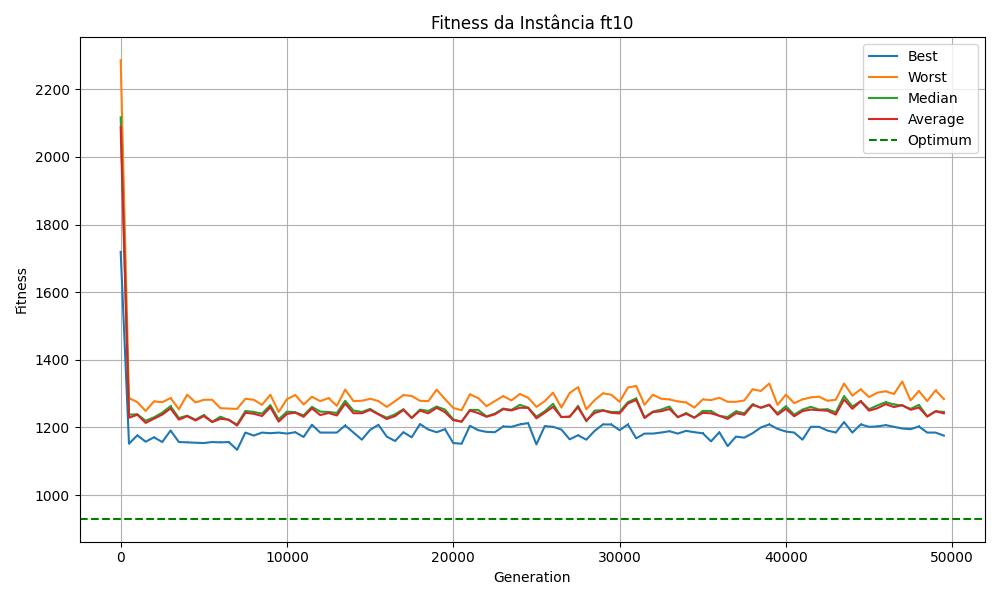 Fitness da Instância ft10
Best
Worst
Median
Average
Optimum
Fitness
2200
2000
1800
1600
1400
1200
1000
0 10000 20000 30000 40000 50000
Generation